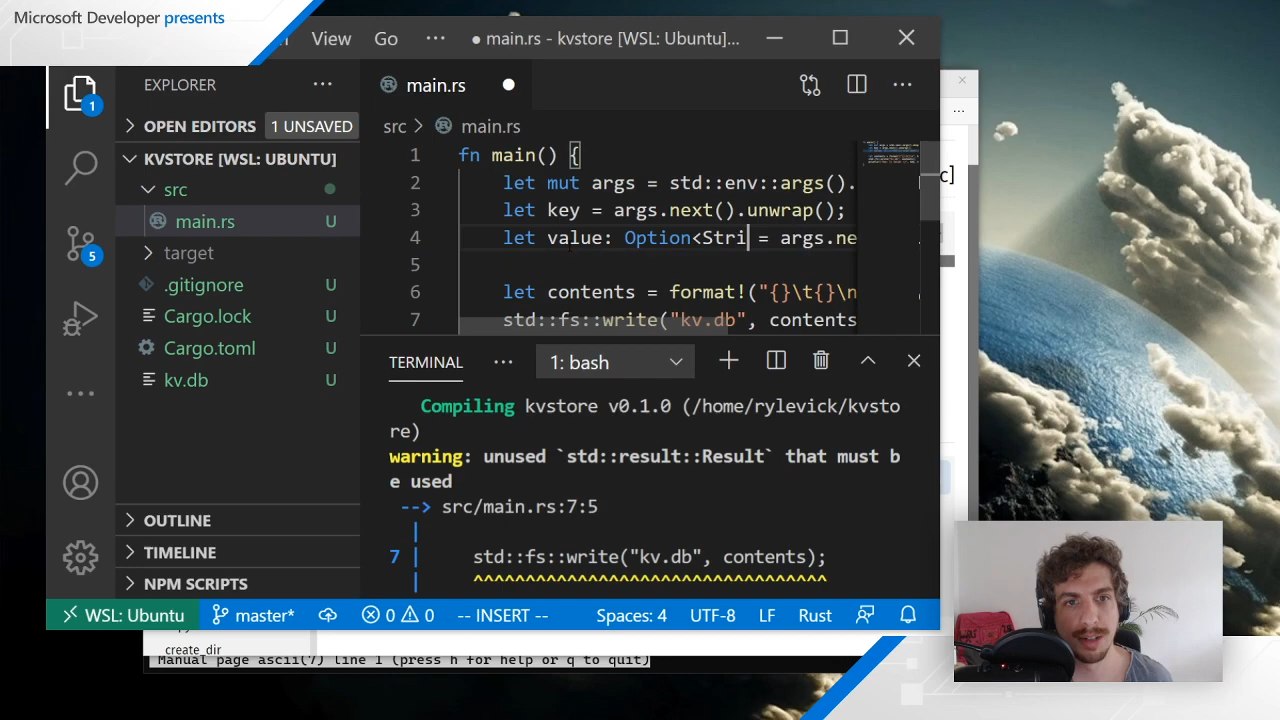 Microsoft Developer presents
View Go ··· ● main.rs - kvstore [WSL: Ubuntu]...
1
EXPLORER ···
main.rs
...
OPEN EDITORS 1 UNSAVED
src > main.rs
KVSTORE [WSL: UBUNTU]
1 fn main() {
src
2 let mut args = std::env::args().
c]
main.rs U
3 let key = args.next().unwrap();
5
4 let value: Option<Stri = args.ne
target
5
.gitignore U
6 let contents = format!("{}\t{}\n
Cargo.lock U
7 std::fs::write("kv.db", contents
Cargo.toml U
TERMINAL ··· 1: bash
kv.db U
Compiling kvstore v0.1.0 (/home/rylevick/kvsto
re)
warning: unused `std::result::Result` that must b
e used
--> src/main.rs:7:5
|
7 | std::fs::write("kv.db", contents);
| ^^^^^^^^^^^^^^^^^^^^^^^^^^^^^^^^^^
OUTLINE
TIMELINE
NPM SCRIPTS
WSL: Ubuntu master* 0 0 -- INSERT -- Spaces: 4 UTF-8 LF Rust
create_dir
Manual page ascii(7) line 1 (press h for help or q to quit)